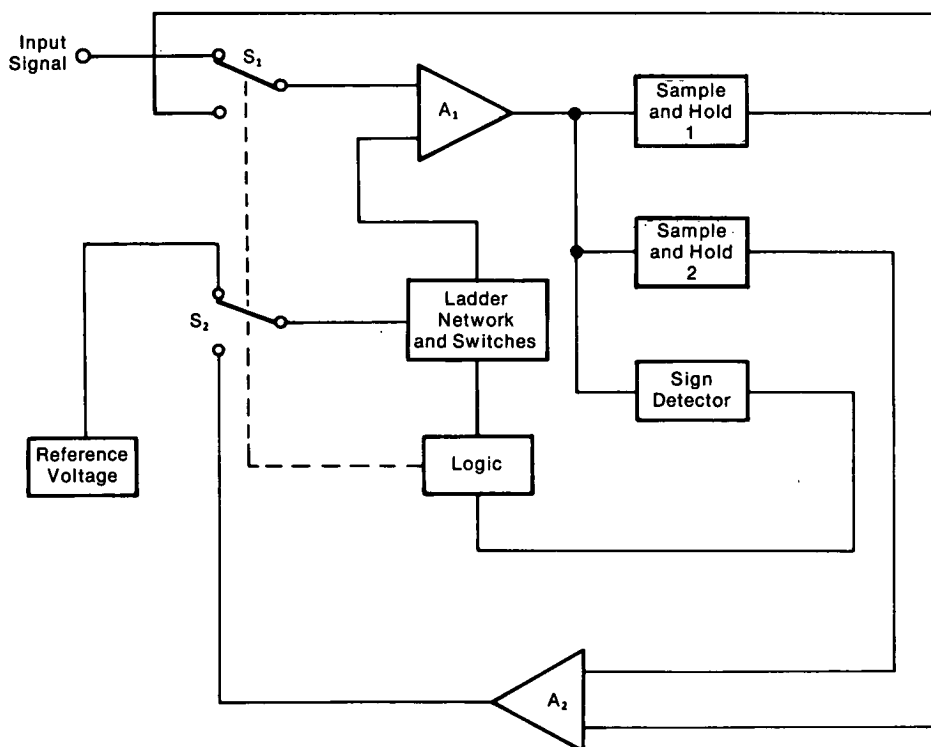 Input
Signal
S1
A1
Sample
and Hold
1
Sample
and Hold
2
S2
Ladder
Network
and Switches
Sign
Detector
Reference
Voltage
Logic
A2